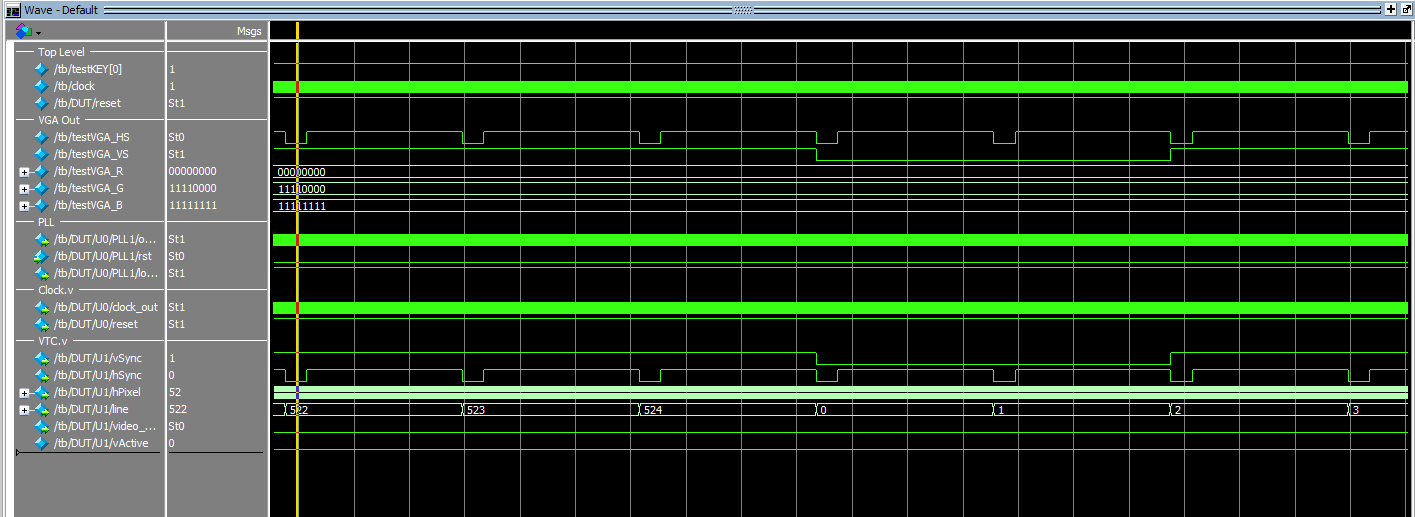 Wave - Default
Msgs
Top Level
/tb/testKEY[0] 1
/tb/clock 1
/tb/DUT/reset St1
VGA Out
/tb/testVGA_HS St0
/tb/testVGA_VS St1
/tb/testVGA_R 00000000 00000000
/tb/testVGA_G 11110000 11110000
/tb/testVGA_B 11111111 11111111
PLL
/tb/DUT/U0/PLL1/o... St1
/tb/DUT/U0/PLL1/rst St0
/tb/DUT/U0/PLL1/lo... St1
Clock.v
/tb/DUT/U0/clock_out St1
/tb/DUT/U0/reset St1
VTC.v
/tb/DUT/U1/vSync 1
/tb/DUT/U1/hSync 0
/tb/DUT/U1/hPixel 52
/tb/DUT/U1/line 522 522 523 524 0 1 2 3
/tb/DUT/U1/video_... St0
/tb/DUT/U1/vActive 0